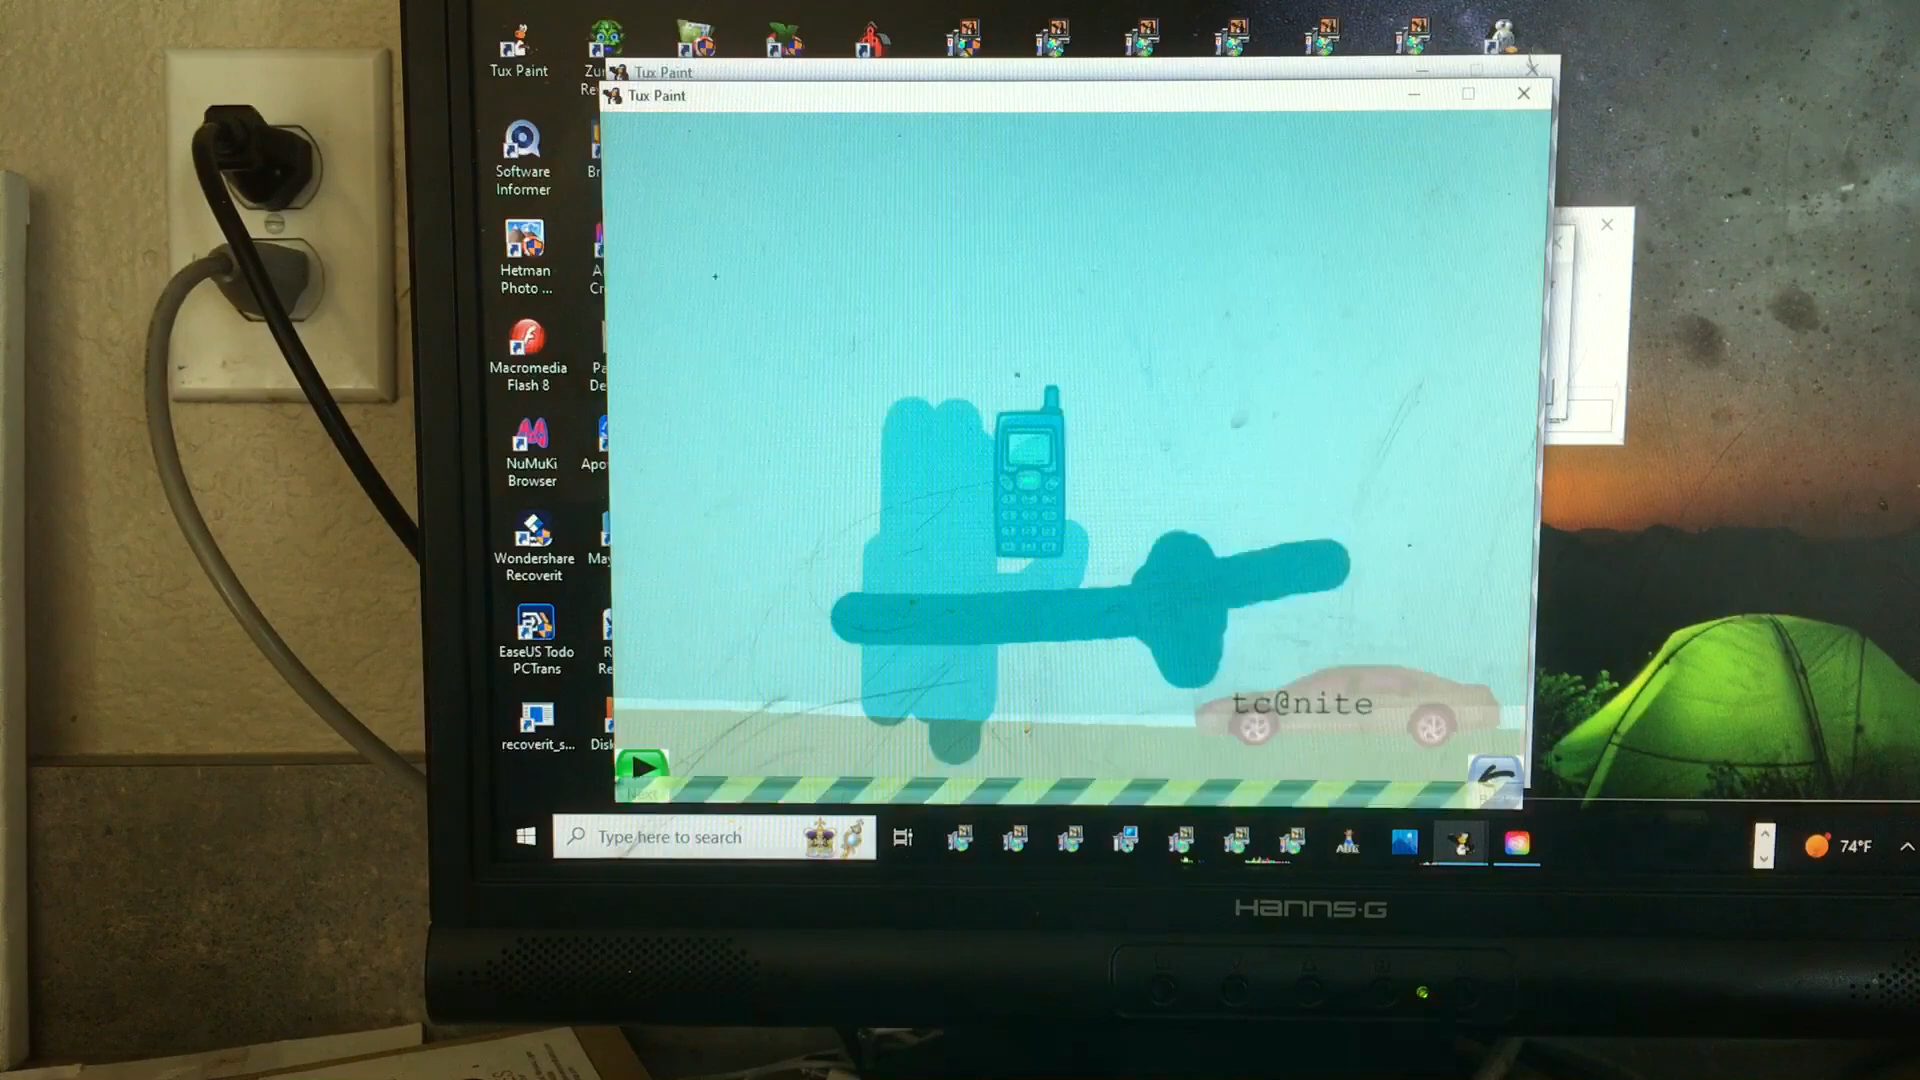 Tux Paint
Tux Paint
Tux Paint
Software
Informer
Hetman
Photo ...
Macromedia
Flash 8
NuMuKi
Browser
Wondershare
Recoverit
EaseUS Todo
PCTrans
recoverit_s...
tc@nite
Type here to search
74°F
HANNS·G